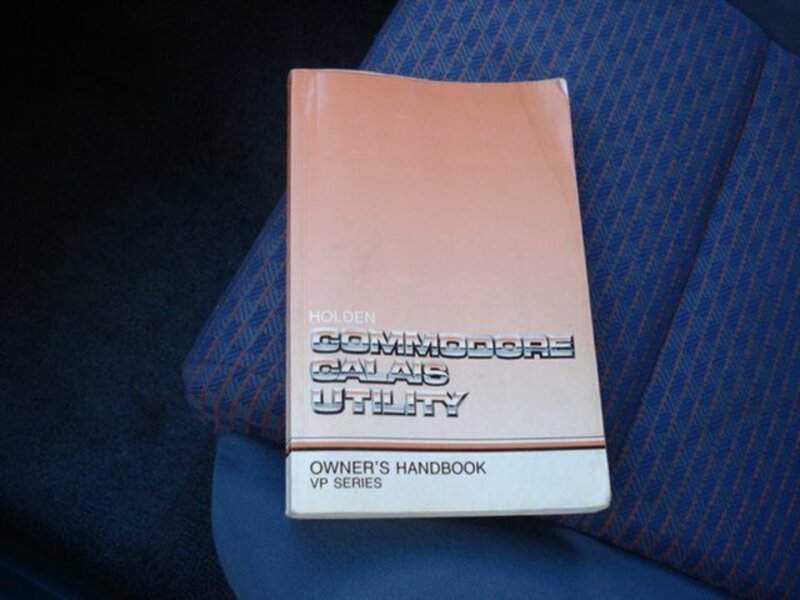 HOLDEN
COMMODORE
CALAIS
UTILITY
OWNER'S HANDBOOK
VP SERIES